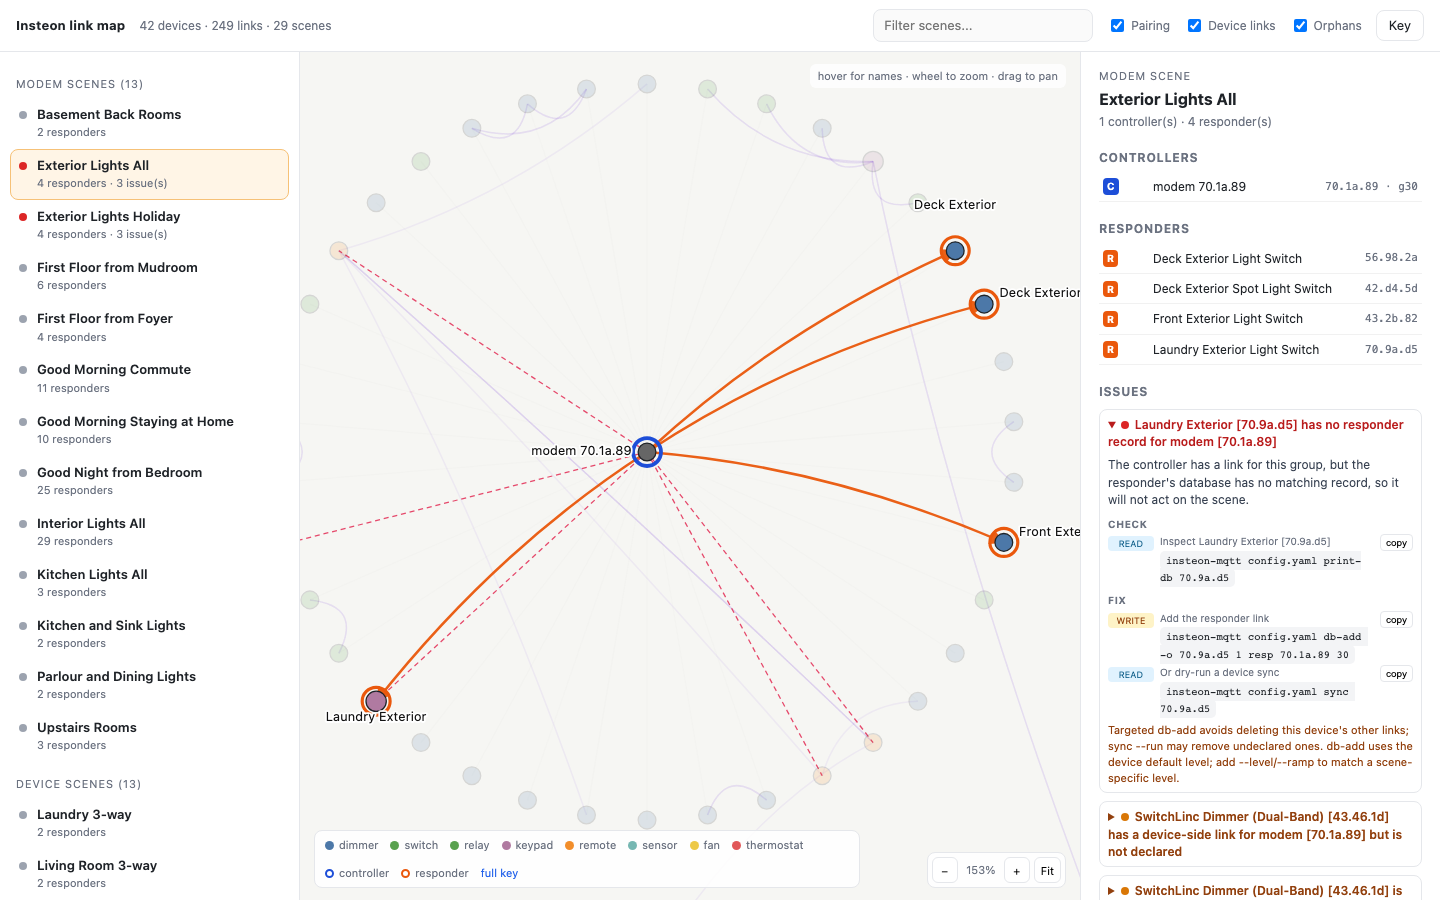 Insteon link map
42 devices · 249 links · 29 scenes
Filter scenes...
Pairing
Device links
Orphans
Key
MODEM SCENES (13)
Basement Back Rooms
2 responders
Exterior Lights All
4 responders · 3 issue(s)
Exterior Lights Holiday
4 responders · 3 issue(s)
First Floor from Mudroom
6 responders
First Floor from Foyer
4 responders
Good Morning Commute
11 responders
Good Morning Staying at Home
10 responders
Good Night from Bedroom
25 responders
Interior Lights All
29 responders
Kitchen Lights All
3 responders
Kitchen and Sink Lights
2 responders
Parlour and Dining Lights
2 responders
Upstairs Rooms
3 responders
DEVICE SCENES (13)
Laundry 3-way
2 responders
Living Room 3-way
2 responders
hover for names · wheel to zoom · drag to pan
Deck Exterior
Deck Exterior
modem 70.1a.89
Front Exte
Laundry Exterior
dimmer
switch
relay
keypad
remote
sensor
fan
thermostat
controller
responder
full key
−
153%
+
Fit
MODEM SCENE
Exterior Lights All
1 controller(s) · 4 responder(s)
CONTROLLERS
C modem 70.1a.89 70.1a.89 · g30
RESPONDERS
R Deck Exterior Light Switch 56.98.2a
R Deck Exterior Spot Light Switch 42.d4.5d
R Front Exterior Light Switch 43.2b.82
R Laundry Exterior Light Switch 70.9a.d5
ISSUES
Laundry Exterior [70.9a.d5] has no responder
record for modem [70.1a.89]
The controller has a link for this group, but the
responder's database has no matching record, so it
will not act on the scene.
CHECK
READ Inspect Laundry Exterior [70.9a.d5] copy
insteon-mqtt config.yaml print-
db 70.9a.d5
FIX
WRITE Add the responder link copy
insteon-mqtt config.yaml db-add
-o 70.9a.d5 1 resp 70.1a.89 30
READ Or dry-run a device sync copy
insteon-mqtt config.yaml sync
70.9a.d5
Targeted db-add avoids deleting this device's other links;
sync --run may remove undeclared ones. db-add uses the
device default level; add --level/--ramp to match a scene-
specific level.
SwitchLinc Dimmer (Dual-Band) [43.46.1d]
has a device-side link for modem [70.1a.89] but is
not declared
SwitchLinc Dimmer (Dual-Band) [43.46.1d] is